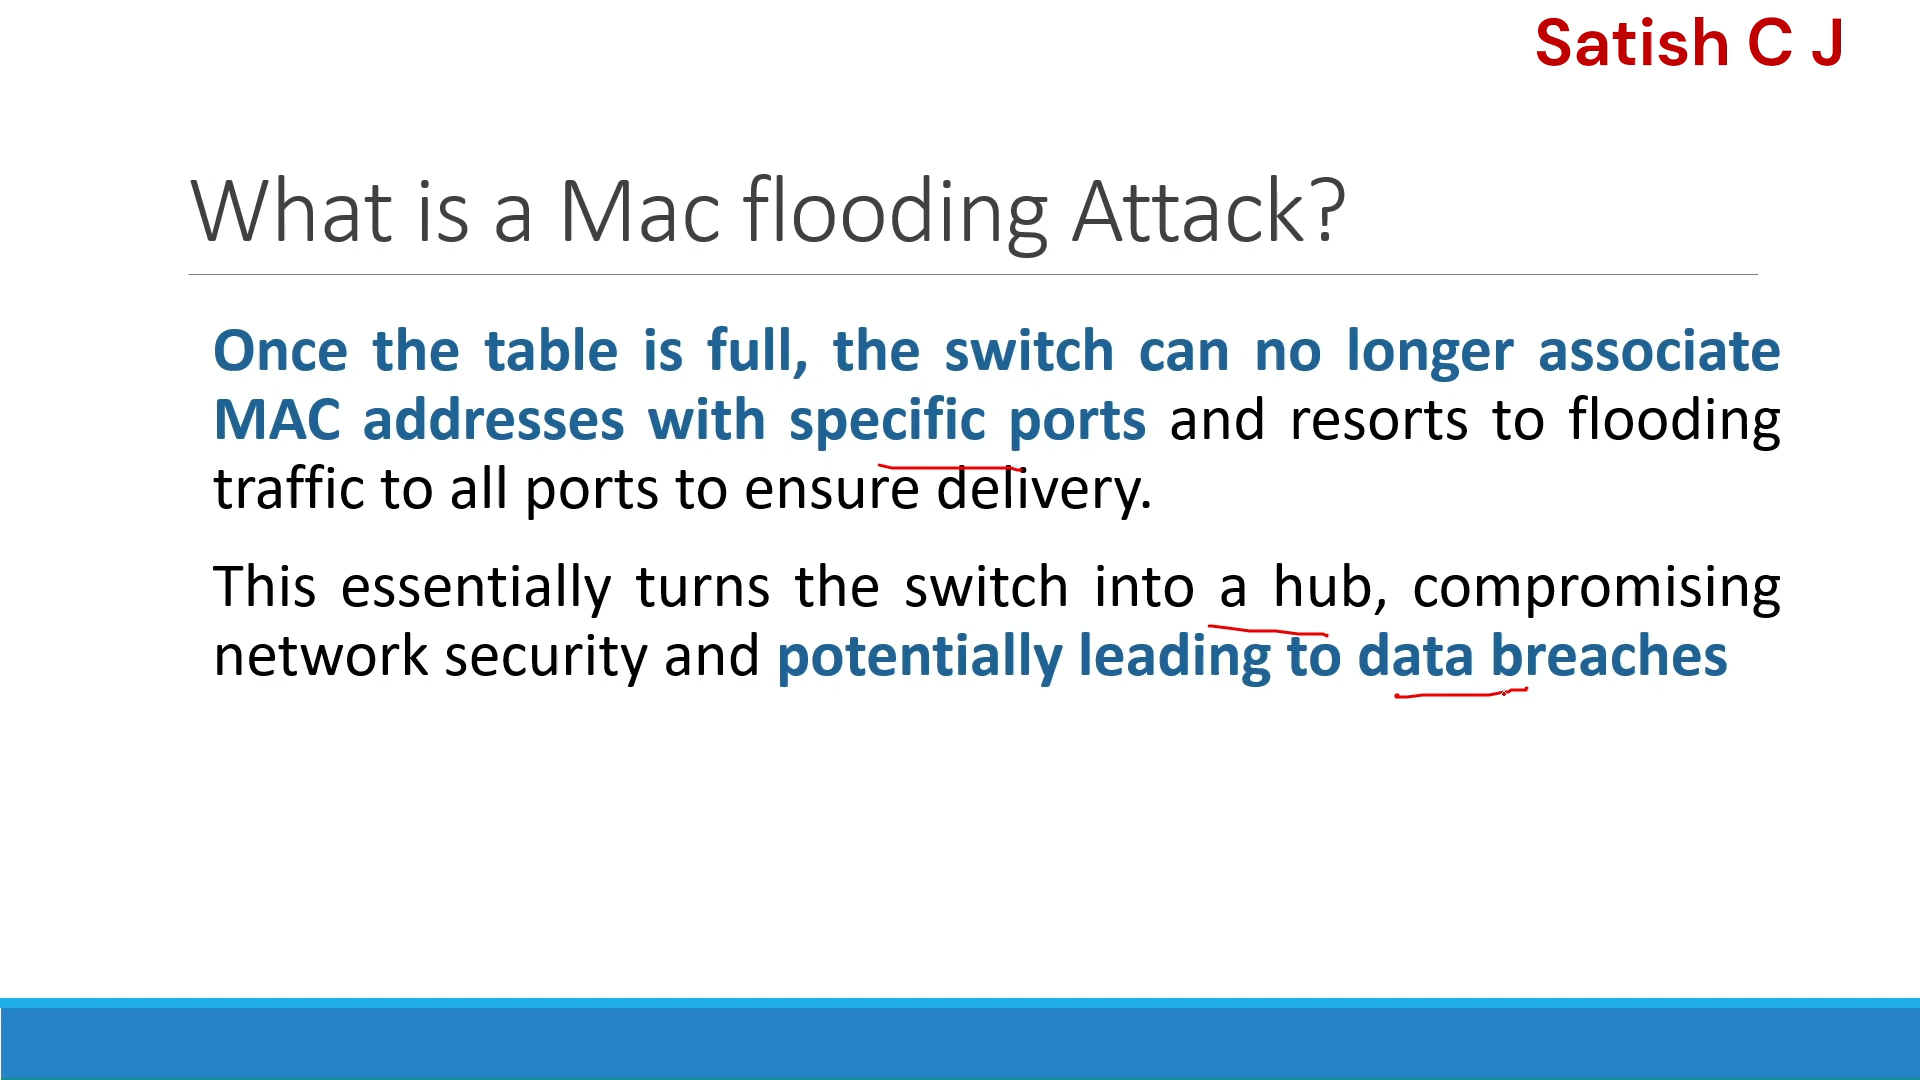 Satish C J
What is a Mac flooding Attack?
Once the table is full, the switch can no longer associate
MAC addresses with specific ports and resorts to flooding
traffic to all ports to ensure delivery.
This essentially turns the switch into a hub, compromising
network security and potentially leading to data breaches